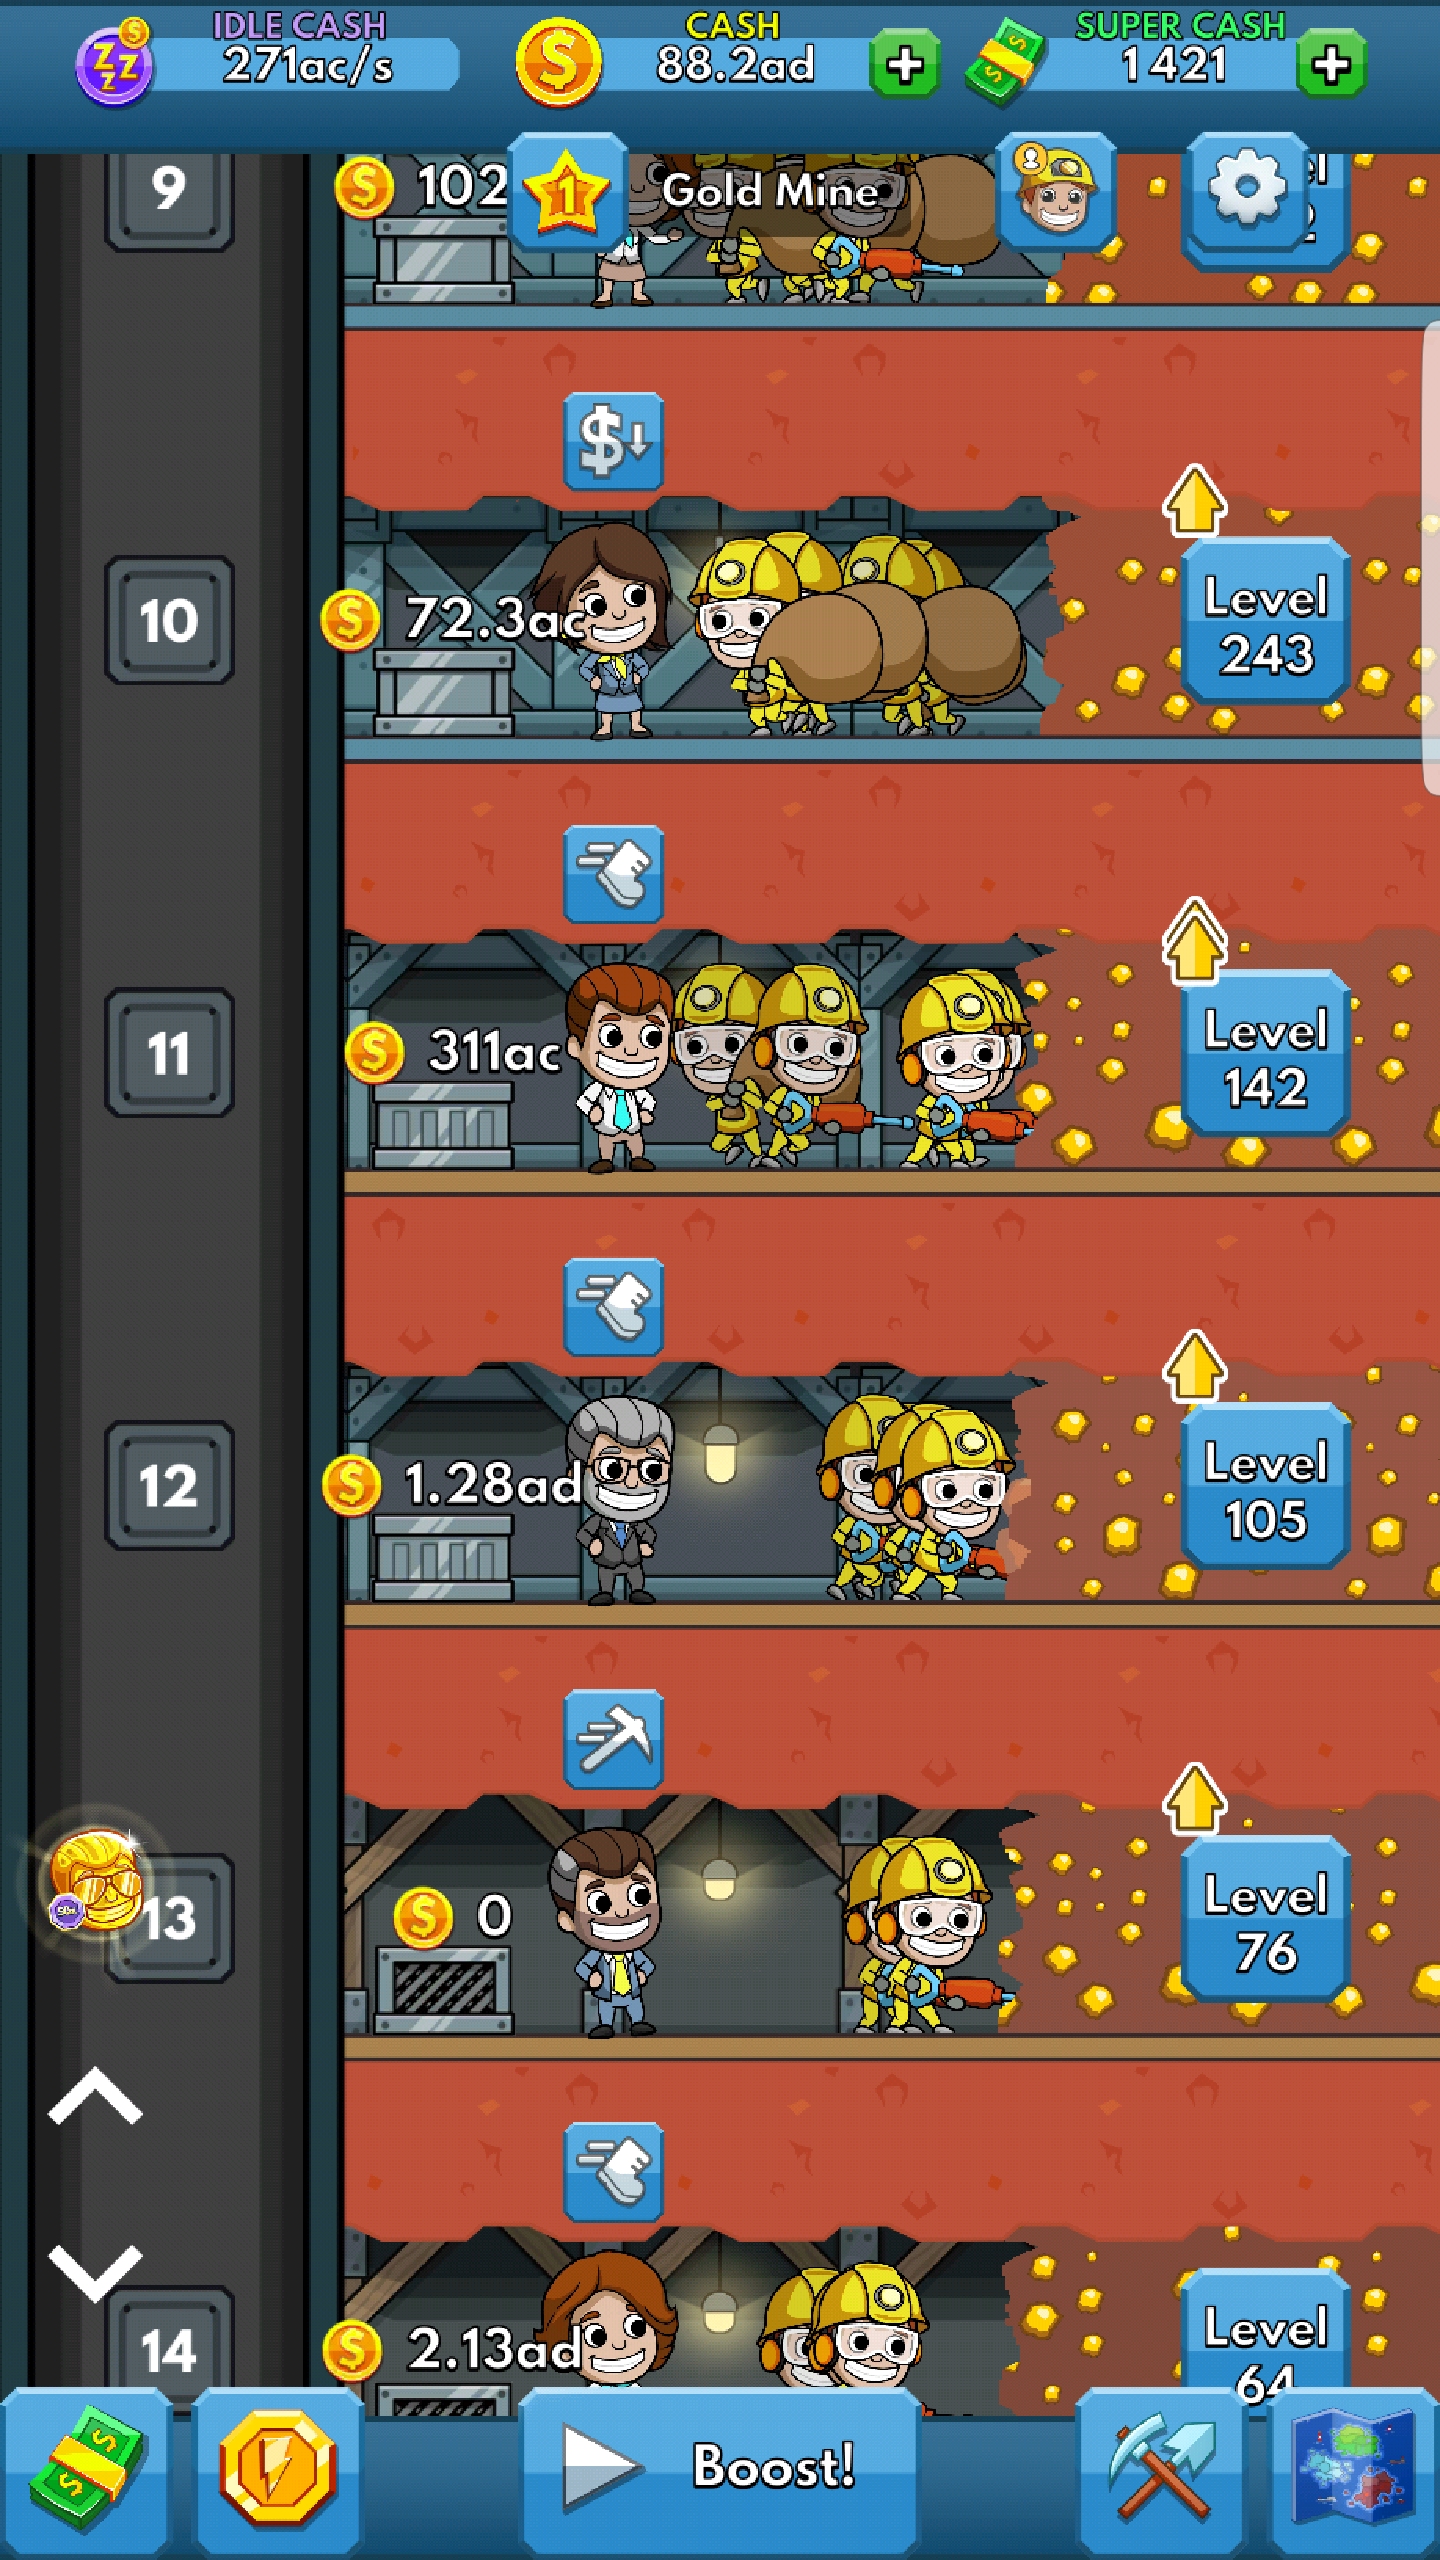 IDLE CASH
271ac/s
CASH
88.2ad
SUPER CASH
1 421
9
102
1
Gold Mine
10
72.3ac
Level
243
11
311ac
Level
142
12
1.28ad
Level
105
13
0
Level
76
14
2.13ad
Level
64
Boost!